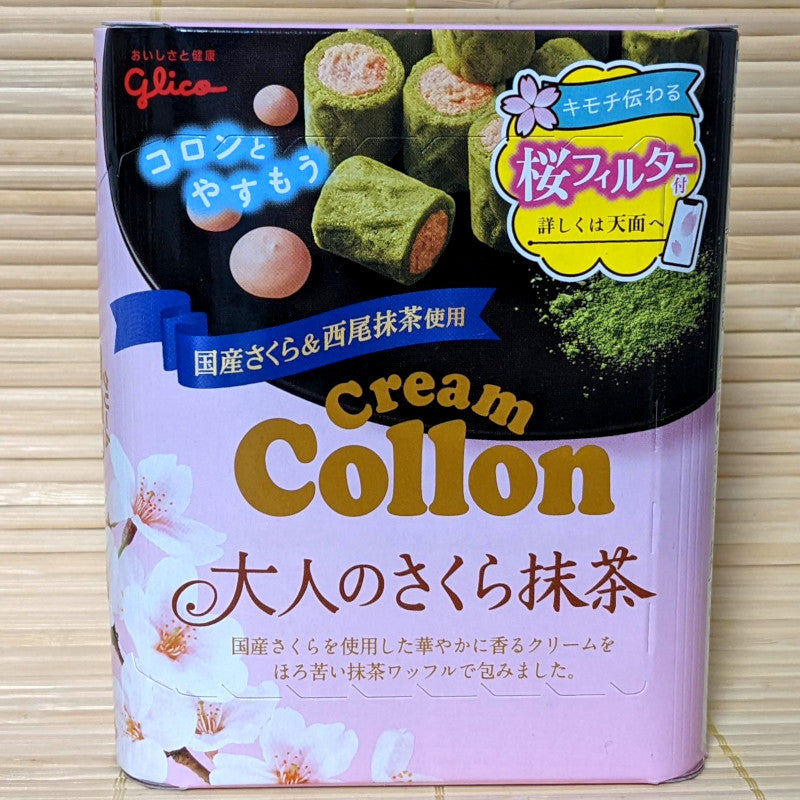 おいしさと健康
glico
コロンと
やすもう
キモチ伝わる
桜フィルター付
詳しくは天面へ
国産さくら&西尾抹茶使用
Cream
Collon
大人のさくら抹茶
国産さくらを使用した華やかに香るクリームを
ほろ苦い抹茶ワッフルで包みました。